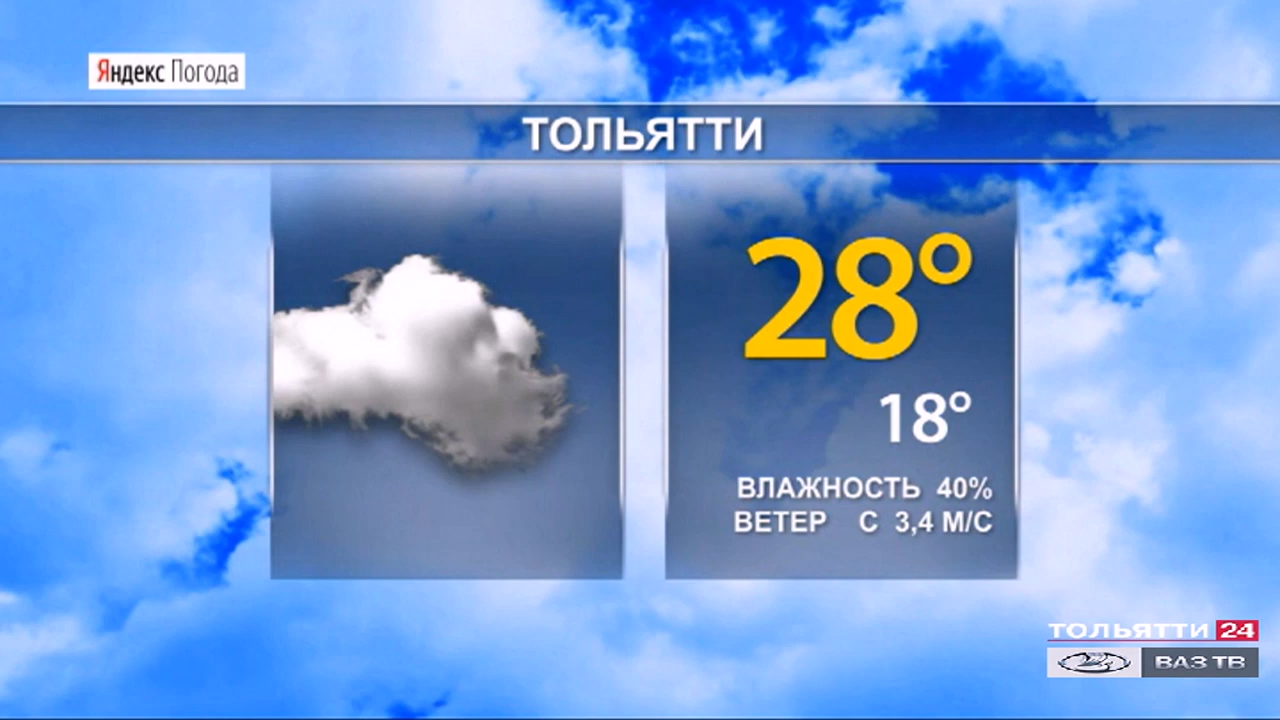 Яндекс Погода
ТОЛЬЯТТИ
28°
18°
ВЛАЖНОСТЬ 40%
ВЕТЕР С 3,4 М/С
ТОЛЬЯТТИ 24
ВАЗ ТВ